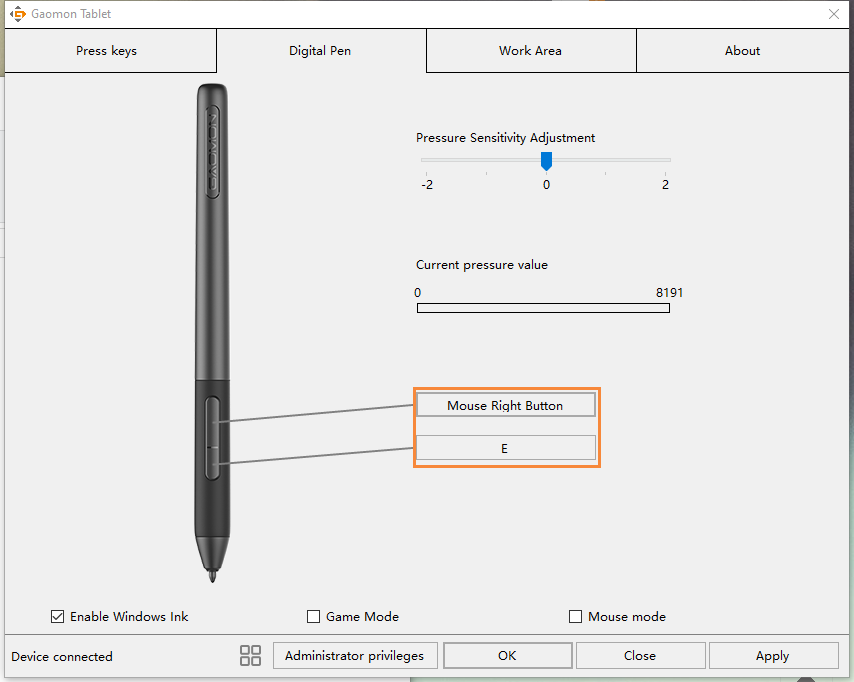 Gaomon Tablet
Press keys
Digital Pen
Work Area
About
GAOMON
Pressure Sensitivity Adjustment
-2
0
2
Current pressure value
0
8191
Mouse Right Button
E
Enable Windows Ink
Game Mode
Mouse mode
Device connected
Administrator privileges
OK
Close
Apply